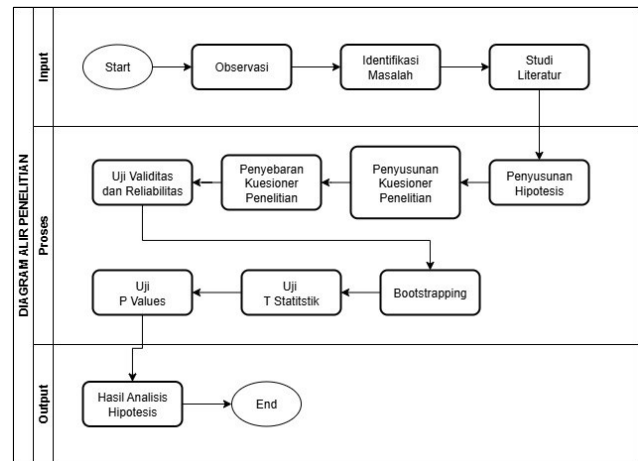 DIAGRAM ALIR PENELITIAN
Input
Start
Observasi
Identifikasi
Masalah
Studi
Literatur
Proses
Uji Validitas
dan Reliabilitas
Penyebaran
Kuesioner
Penelitian
Penyusunan
Kuesioner
Penelitian
Penyusunan
Hipotesis
Uji
P Values
Uji
T Statitstik
Bootstrapping
Output
Hasil Analisis
Hipotesis
End